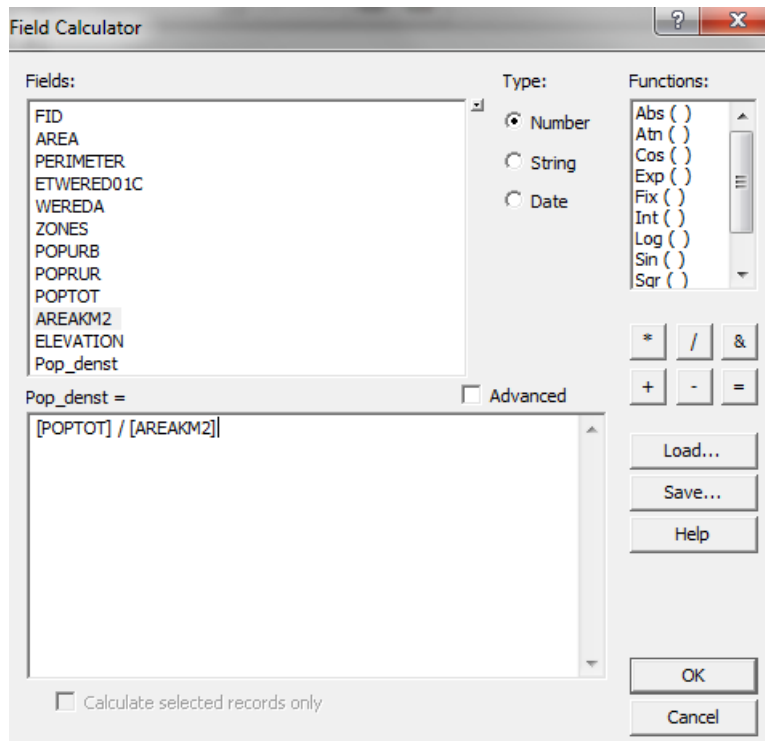 Field Calculator
?
X
Fields:
Type:
Functions:
FID
AREA
PERIMETER
ETWERED01C
WEREDA
ZONES
POPURB
POPRUR
POPTOT
AREAKM2
ELEVATION
Pop_denst
Number
String
Date
Abs ( )
Atn ( )
Cos ( )
Exp ( )
Fix ( )
Int ( )
Log ( )
Sin ( )
Sqr ( )
* / &
+ - =
Pop_denst =
Advanced
[POPTOT] / [AREAKM2]
Load...
Save...
Help
Calculate selected records only
OK
Cancel